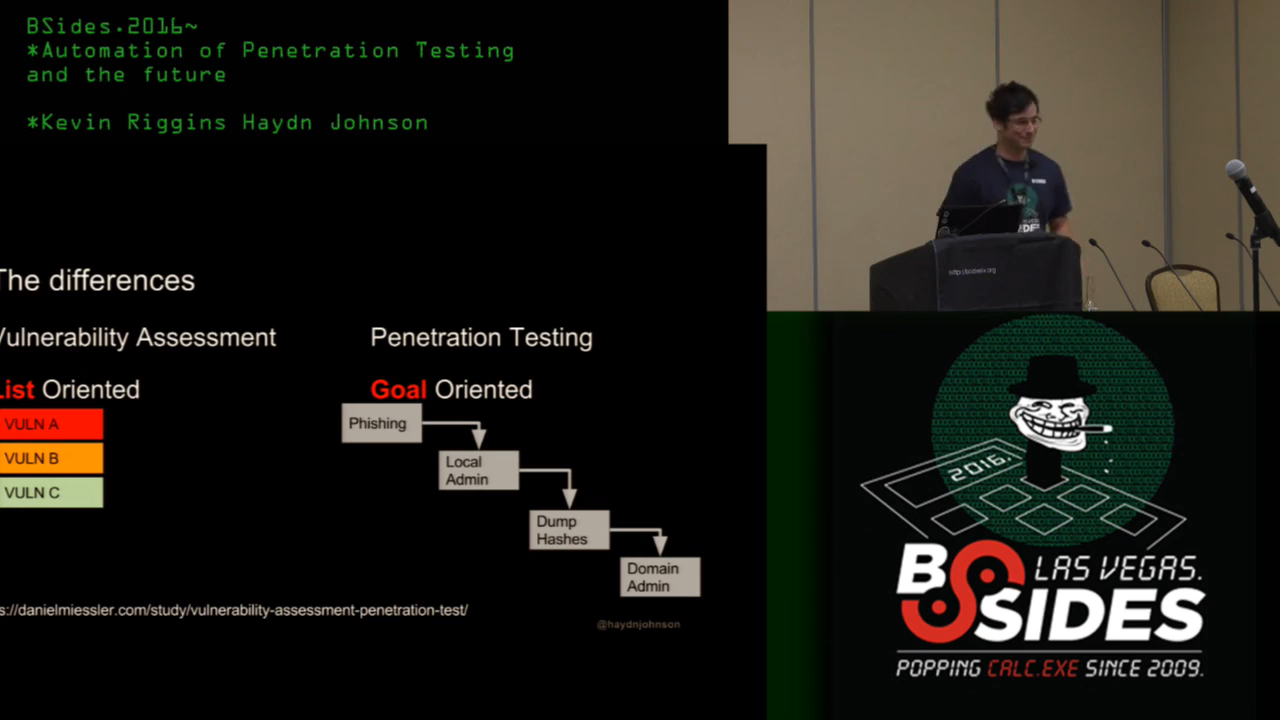 BSides.2016~
*Automation of Penetration Testing
and the future
*Kevin Riggins Haydn Johnson
The differences
Vulnerability Assessment
Penetration Testing
List Oriented
Goal Oriented
VULN A
VULN B
VULN C
Phishing
Local
Admin
Dump
Hashes
Domain
Admin
s://danielmiessler.com/study/vulnerability-assessment-penetration-test/
@haydnjohnson
2016.
BSIDES
LAS VEGAS.
POPPING CALC.EXE SINCE 2009.